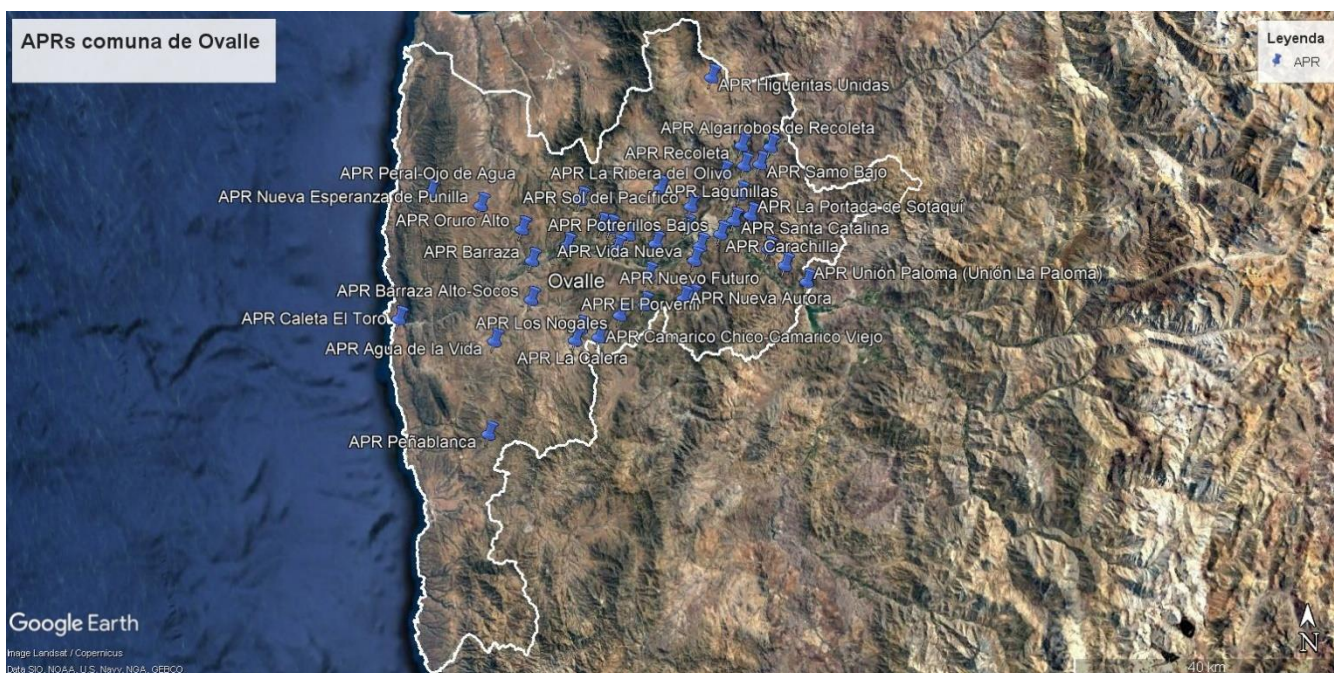 APRs comuna de Ovalle
Leyenda
APR
APR Higueritas Unidas
APR Algarrobos de Recoleta
APR Recoleta
APR Peral-Ojo de Agua
APR La Ribera del Olivo
APR Samo Bajo
APR Nueva Esperanza de Punilla
APR Sol del Pacífico
APR Lagunillas
APR La Portada de Sotaquí
APR Oruro Alto
APR Potrerillos Bajos
APR Santa Catalina
APR Barraza
APR Vida Nueva
APR Carachilla
APR Nuevo Futuro
APR Unión Paloma (Unión La Paloma)
Ovalle
APR Barraza Alto-Socos
APR El Porvenir
APR Nueva Aurora
APR Caleta El Toro
APR Los Nogales
APR Camarico Chico-Camarico Viejo
APR Agua de la Vida
APR La Calera
APR Peñablanca
Google Earth
Image Landsat / Copernicus
Data SIO, NOAA, U.S. Navy, NGA, GEBCO
N
40 km